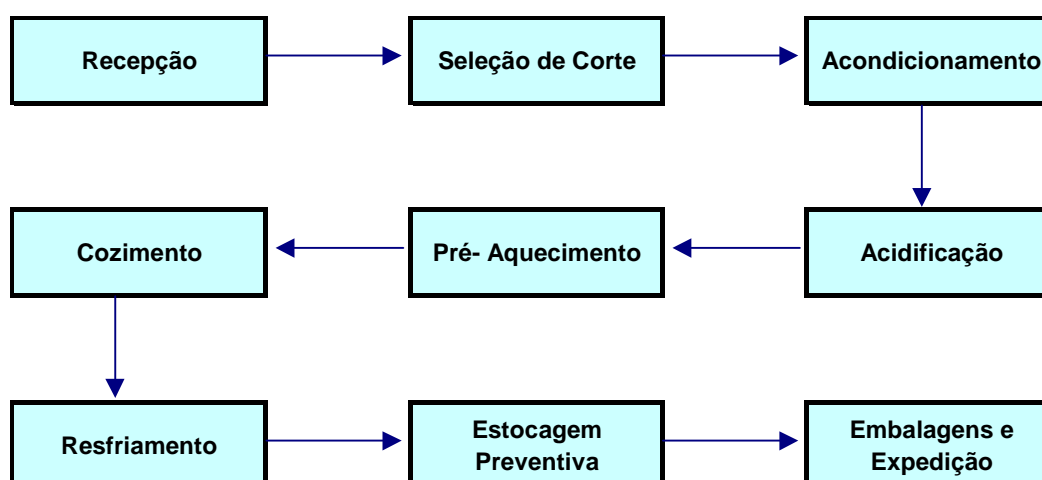 Recepção
Seleção de Corte
Acondicionamento
Acidificação
Pré- Aquecimento
Cozimento
Resfriamento
Estocagem
Preventiva
Embalagens e
Expedição